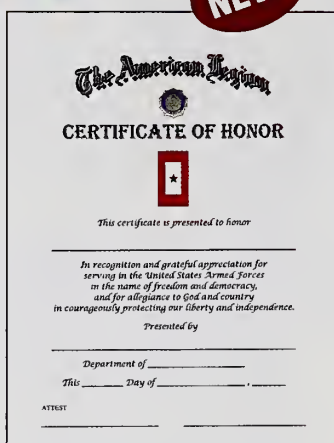 The American Legion
CERTIFICATE OF HONOR
This certificate is presented to honor
In recognition and grateful appreciation for
serving in the United States Armed Forces
in the name of freedom and democracy,
and for allegiance to God and country
in courageously protecting our liberty and independence.
Presented by
Department of
This Day of ,
ATTEST